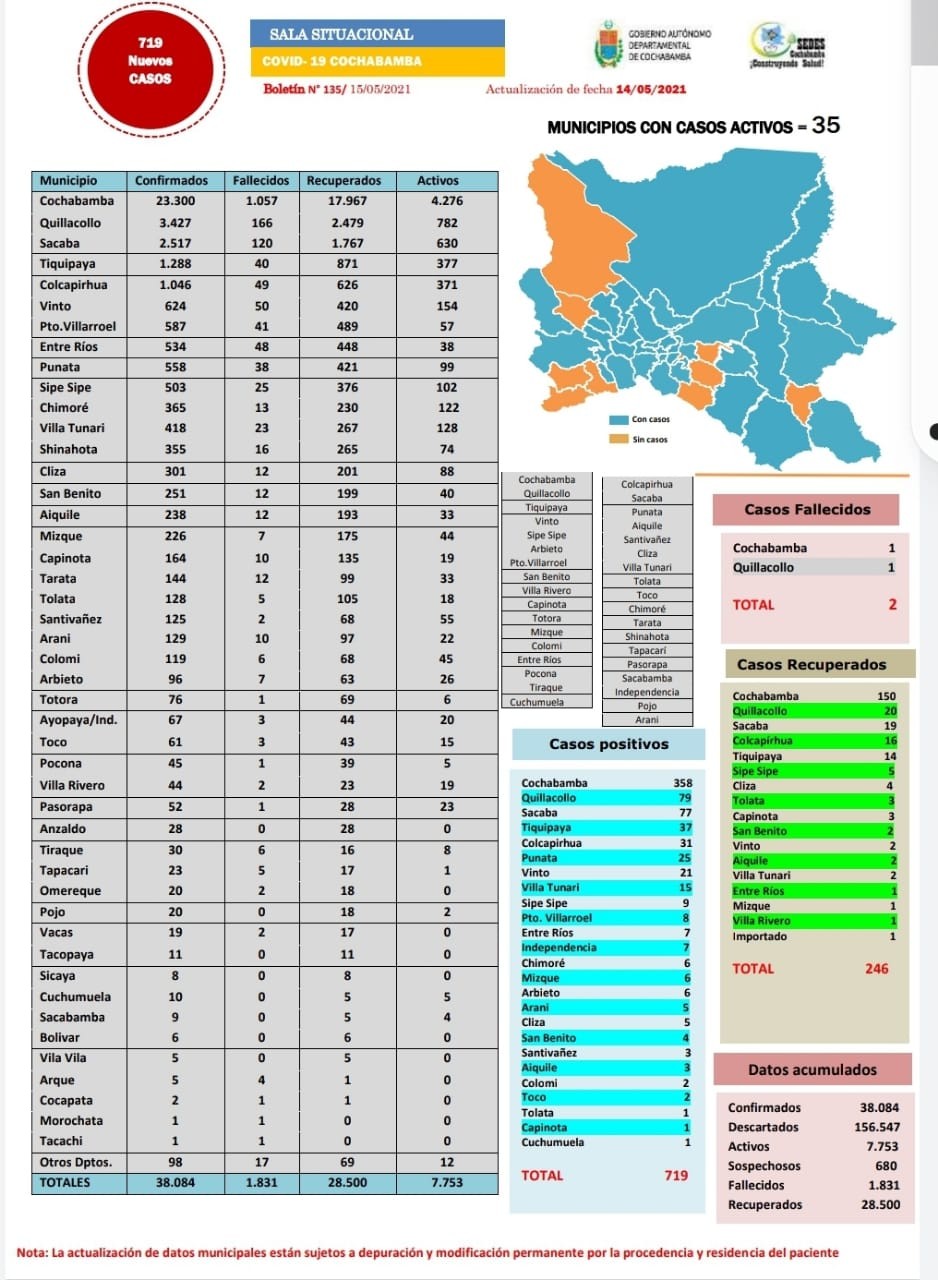 719
Nuevos
CASOS
SALA SITUACIONAL
COVID- 19 COCHABAMBA
Boletín N° 135/ 15/05/2021
Actualización de fecha 14/05/2021
GOBIERNO AUTÓNOMO
DEPARTAMENTAL
DE COCHABAMBA
SEDES
Cochabamba
¡Construyendo Salud!
MUNICIPIOS CON CASOS ACTIVOS = 35
Municipio Confirmados Fallecidos Recuperados Activos
Cochabamba 23.300 1.057 17.967 4.276
Quillacollo 3.427 166 2.479 782
Sacaba 2.517 120 1.767 630
Tiquipaya 1.288 40 871 377
Colcapirhua 1.046 49 626 371
Vinto 624 50 420 154
Pto.Villarroel 587 41 489 57
Entre Ríos 534 48 448 38
Punata 558 38 421 99
Sipe Sipe 503 25 376 102
Chimoré 365 13 230 122
Villa Tunari 418 23 267 128
Shinahota 355 16 265 74
Cliza 301 12 201 88
San Benito 251 12 199 40
Aiquile 238 12 193 33
Mizque 226 7 175 44
Capinota 164 10 135 19
Tarata 144 12 99 33
Tolata 128 5 105 18
Santivañez 125 2 68 55
Arani 129 10 97 22
Colomi 119 6 68 45
Arbieto 96 7 63 26
Totora 76 1 69 6
Ayopaya/Ind. 67 3 44 20
Toco 61 3 43 15
Pocona 45 1 39 5
Villa Rivero 44 2 23 19
Pasorapa 52 1 28 23
Anzaldo 28 0 28 0
Tiraque 30 6 16 8
Tapacari 23 5 17 1
Omereque 20 2 18 0
Pojo 20 0 18 2
Vacas 19 2 17 0
Tacopaya 11 0 11 0
Sicaya 8 0 8 0
Cuchumuela 10 0 5 5
Sacabamba 9 0 5 4
Bolivar 6 0 6 0
Vila Vila 5 0 5 0
Arque 5 4 1 0
Cocapata 2 1 1 0
Morochata 1 1 0 0
Tacachi 1 1 0 0
Otros Dptos. 98 17 69 12
TOTALES 38.084 1.831 28.500 7.753
Con casos
Sin casos
Cochabamba
Quillacollo
Tiquipaya
Vinto
Sipe Sipe
Arbieto
Pto.Villarroel
San Benito
Villa Rivero
Capinota
Totora
Mizque
Colomi
Entre Ríos
Pocona
Tiraque
Cuchumuela
Colcapirhua
Sacaba
Punata
Aiquile
Santivañez
Cliza
Villa Tunari
Tolata
Toco
Chimoré
Tarata
Shinahota
Tapacarí
Pasorapa
Sacabamba
Independencia
Pojo
Arani
Casos positivos
Cochabamba 358
Quillacollo 79
Sacaba 77
Tiquipaya 37
Colcapirhua 31
Punata 25
Vinto 21
Villa Tunari 15
Sipe Sipe 9
Pto. Villarroel 8
Entre Ríos 7
Independencia 7
Chimoré 6
Mizque 6
Arbieto 6
Arani 5
Cliza 5
San Benito 4
Santivañez 3
Aiquile 3
Colomi 2
Toco 2
Tolata 1
Capinota 1
Cuchumuela 1
TOTAL 719
Casos Fallecidos
Cochabamba 1
Quillacollo 1
TOTAL 2
Casos Recuperados
Cochabamba 150
Quillacollo 20
Sacaba 19
Colcapirhua 16
Tiquipaya 14
Sipe Sipe 5
Cliza 4
Tolata 3
Capinota 3
San Benito 2
Vinto 2
Aiquile 2
Villa Tunari 2
Entre Ríos 1
Mizque 1
Villa Rivero 1
Importado 1
TOTAL 246
Datos acumulados
Confirmados 38.084
Descartados 156.547
Activos 7.753
Sospechosos 680
Fallecidos 1.831
Recuperados 28.500
Nota: La actualización de datos municipales están sujetos a depuración y modificación permanente por la procedencia y residencia del paciente